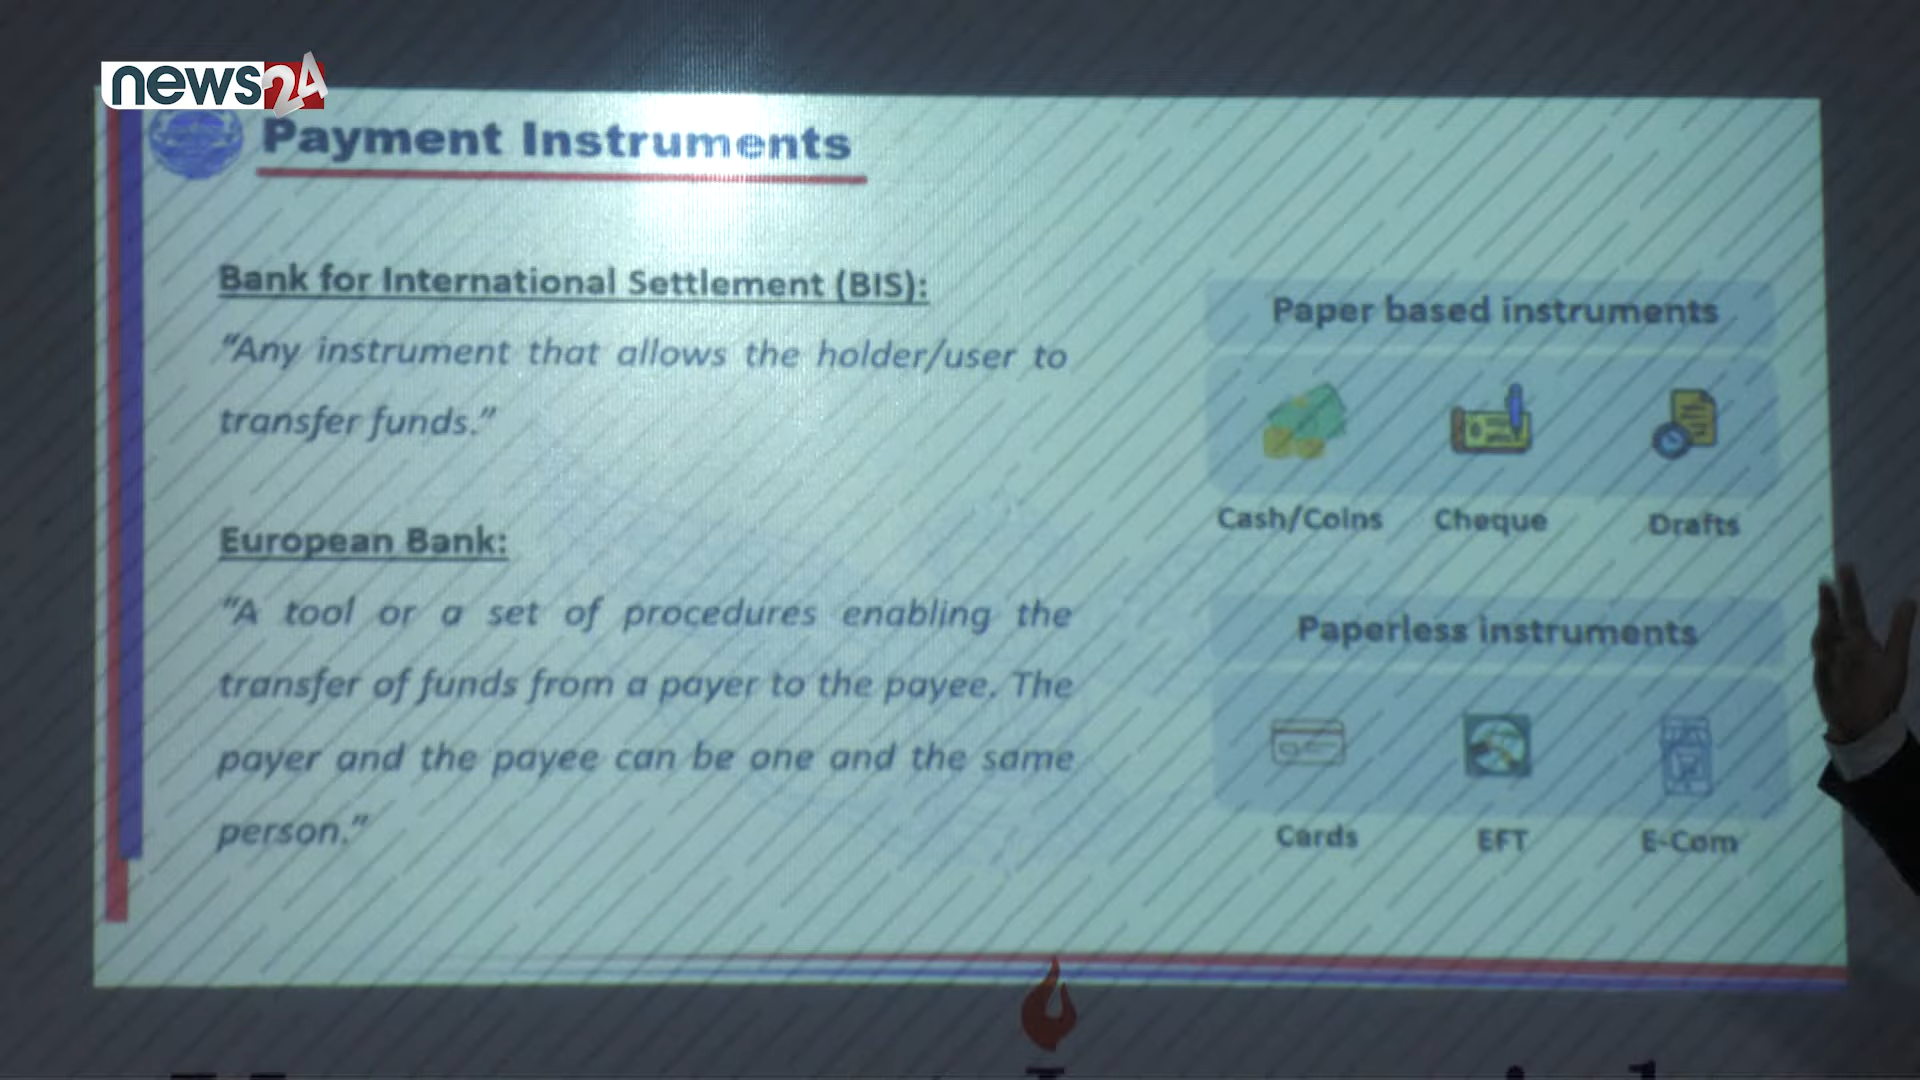 news24
Payment Instruments
Bank for International Settlement (BIS):
“Any instrument that allows the holder/user to
transfer funds.”
European Bank:
“A tool or a set of procedures enabling the
transfer of funds from a payer to the payee. The
payer and the payee can be one and the same
person.”
Paper based instruments
Cash/Coins Cheque Drafts
Paperless instruments
Cards EFT E-Com